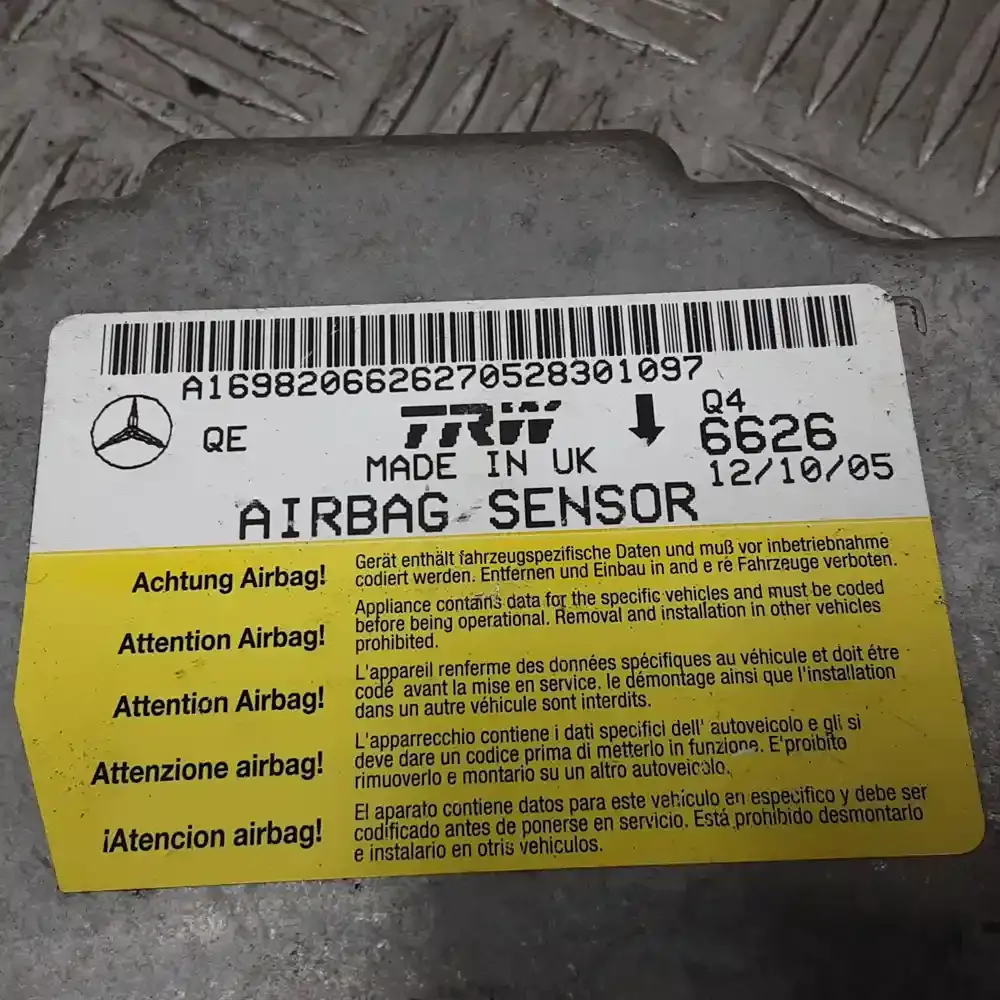 A1698206626270528301097
QE
TRW
Q4
6626
MADE IN UK
12/10/05
AIRBAG SENSOR
Achtung Airbag!
Gerät enthält fahrzeugspezifische Daten und muß vor inbetriebnahme
codiert werden. Entfernen und Einbau in and e re Fahrzeuge verboten.
Attention Airbag!
Appliance contains data for the specific vehicles and must be coded
before being operational. Removal and installation in other vehicles
prohibited.
Attention Airbag!
L'appareil renferme des données spécifiques au véhicule et doit étre
codé avant la mise en service. le démontage ainsi que l'installation
dans un autre véhicule sont interdits.
Attenzione airbag!
L'apparrecchio contiene i dati specifici dell' autoveicolo e gli si
deve dare un codice prima di metterlo in funzione. E'proibito
rimuoverlo e montario su un altro autoveicolo.
¡Atencion airbag!
El aparato contiene datos para este vehículo en especifico y debe ser
codificado antes de ponerse en servicio. Está prohibido desmontarlo
e instalario en otris vehiculos.